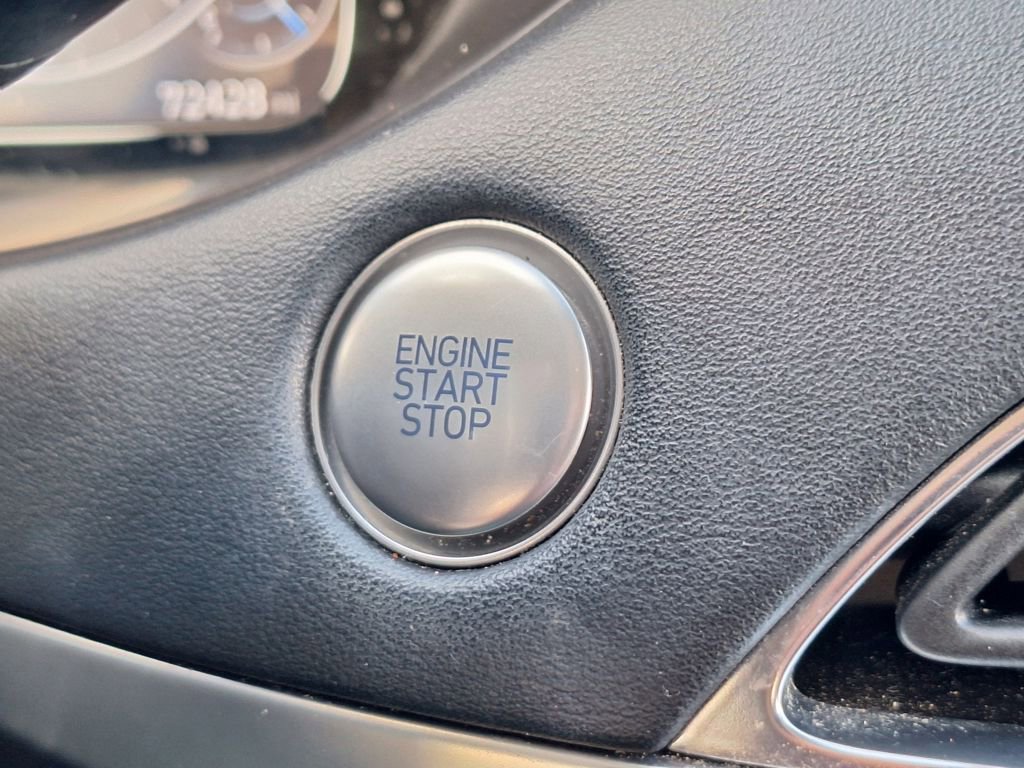 72428 mi
ENGINE
START
STOP